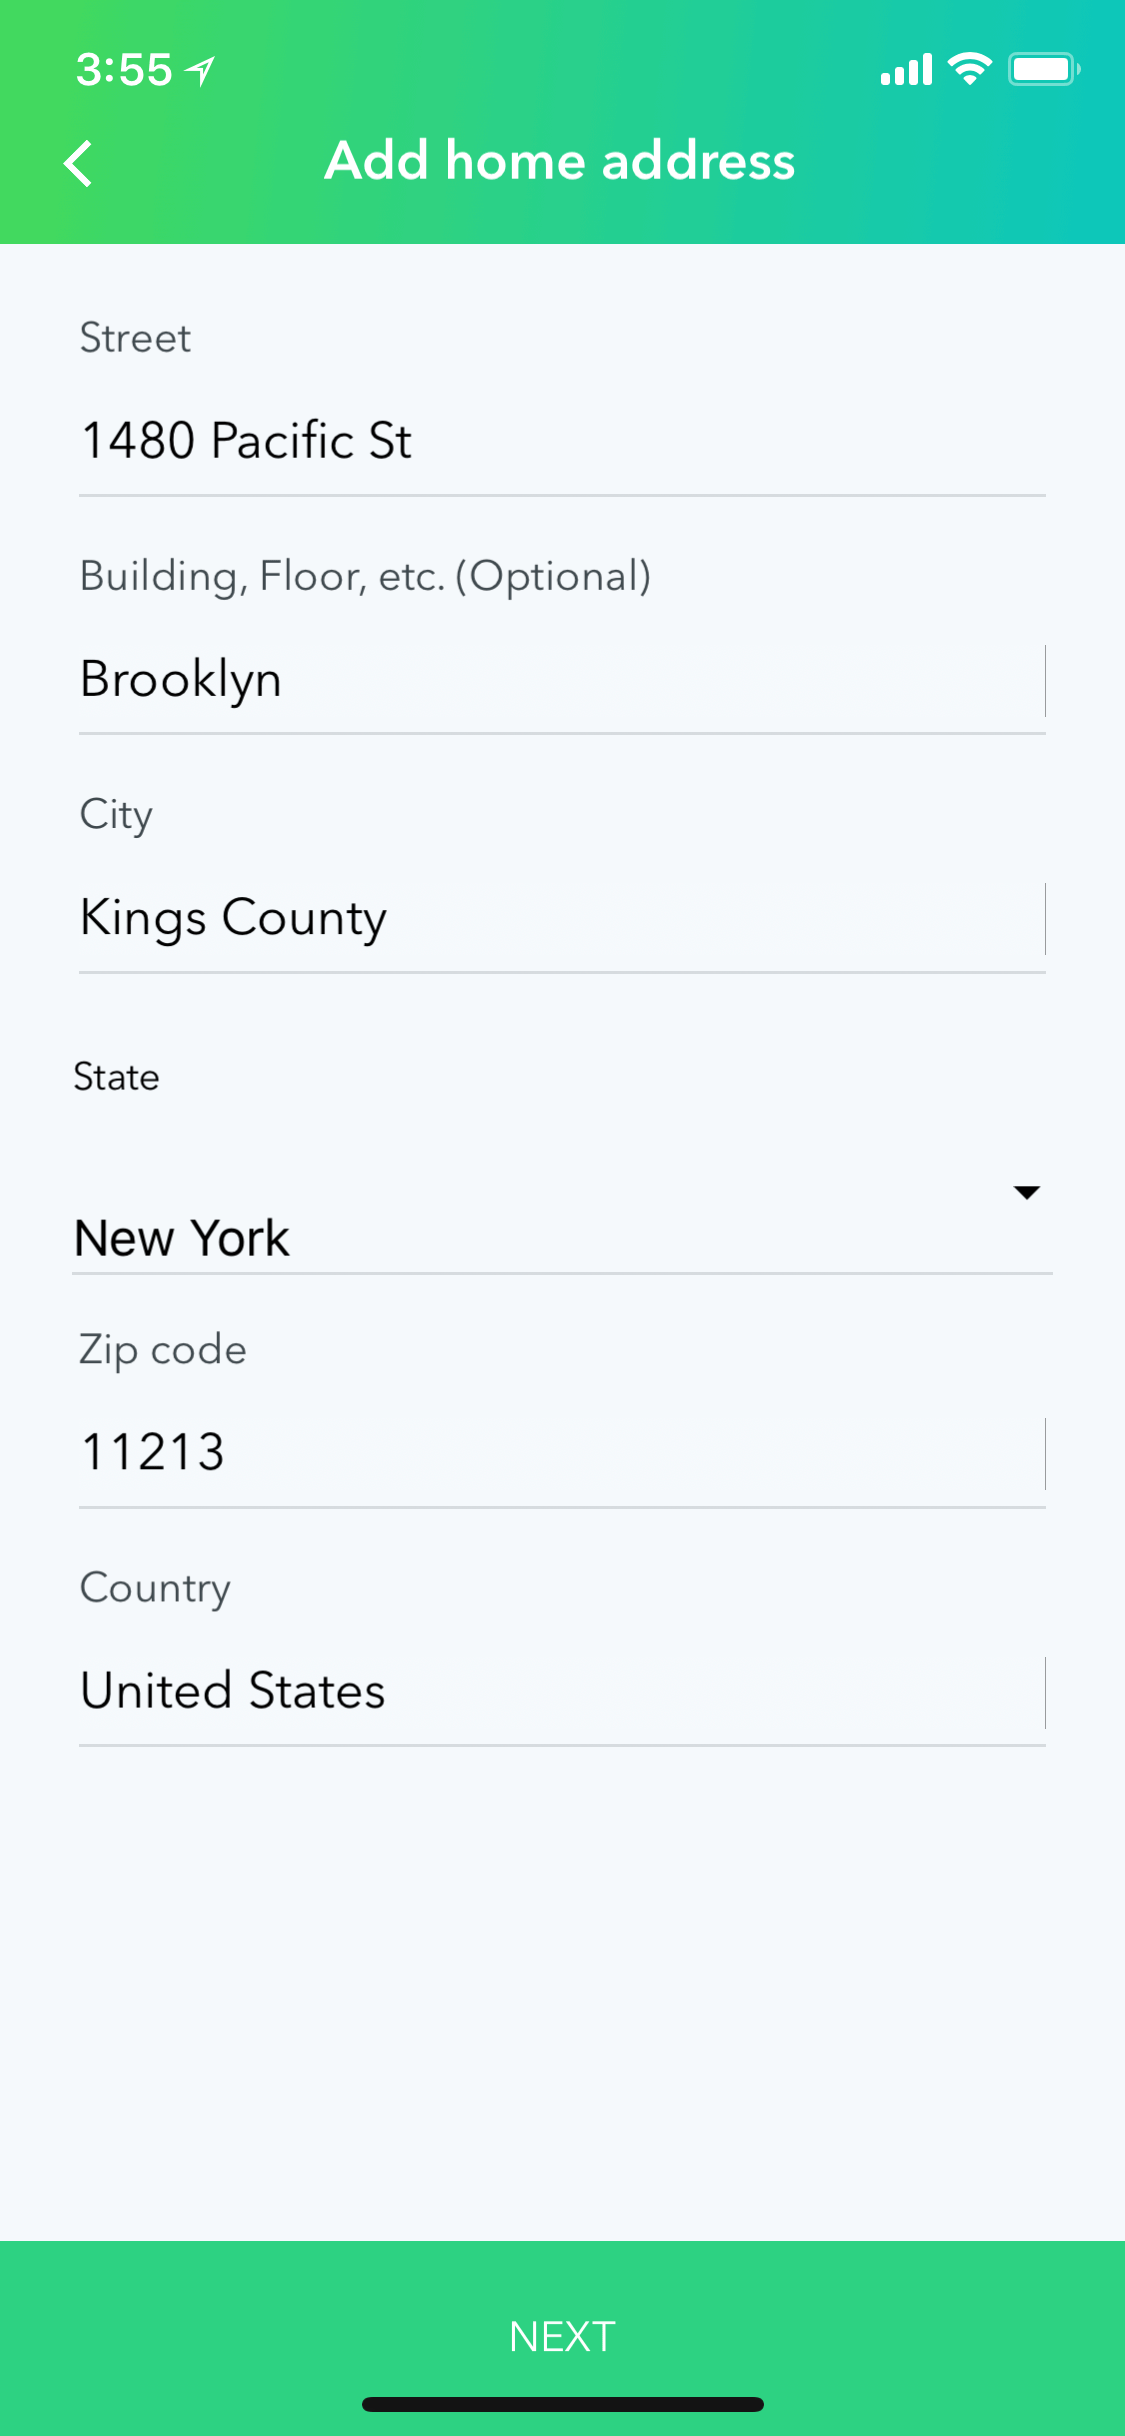 3:55
Add home address
Street
1480 Pacific St
Building, Floor, etc. (Optional)
Brooklyn
City
Kings County
State
New York
Zip code
11213
Country
United States
NEXT